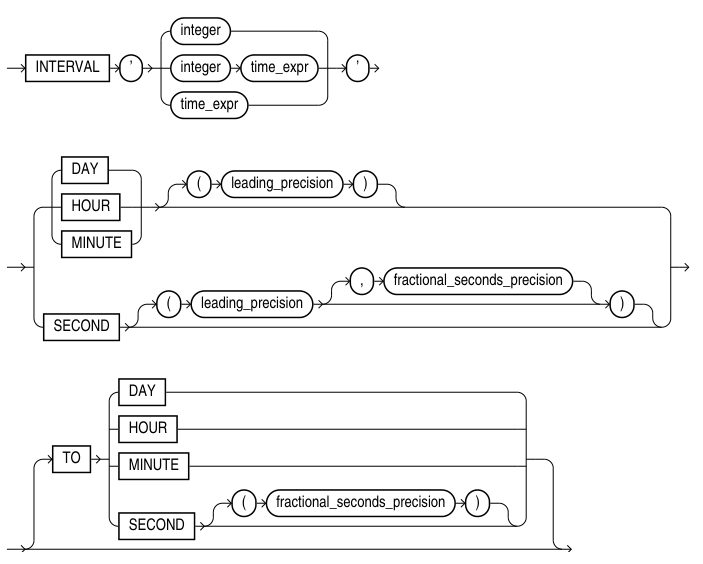 integer
INTERVAL ' integer time_expr '
time_expr
DAY
( leading_precision )
HOUR
MINUTE
, fractional_seconds_precision
( leading_precision )
SECOND
DAY
HOUR
TO
MINUTE
( fractional_seconds_precision )
SECOND